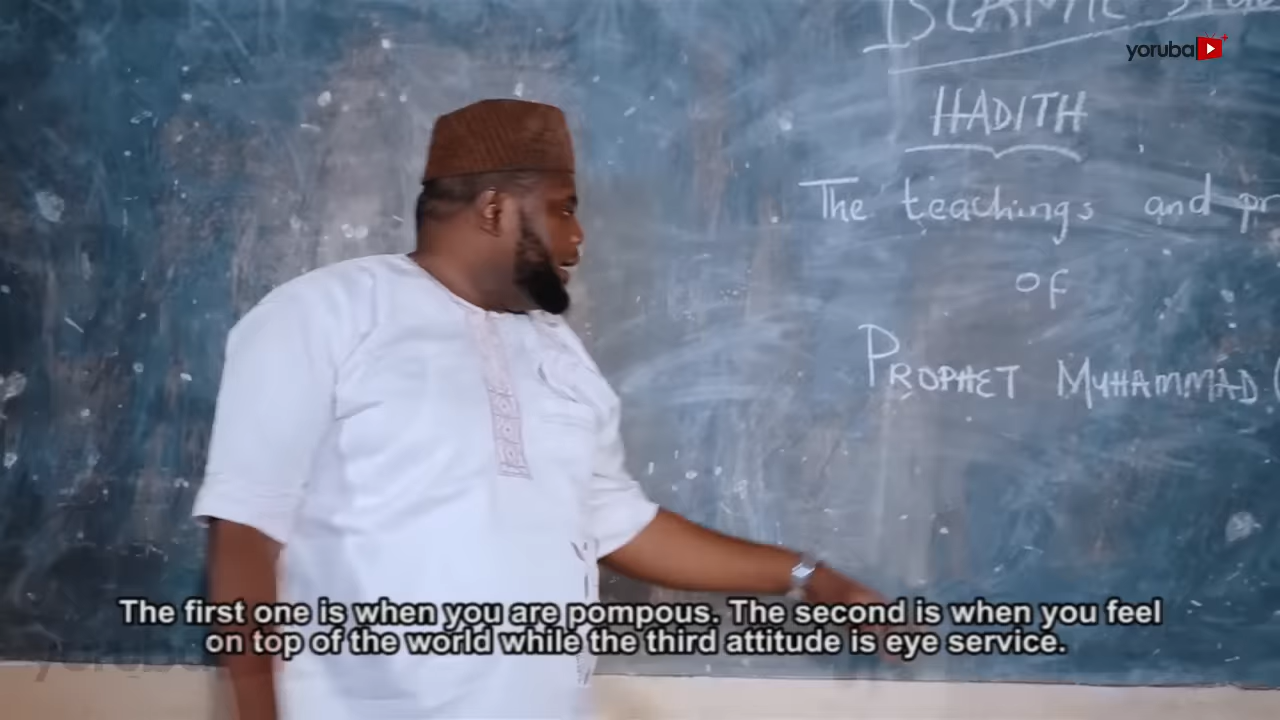 ISLAMIC
yoruba
HADITH
The teachings and
of
PROPHET MUHAMMAD
The first one is when you are pompous. The second is when you feel
on top of the world while the third attitude is eye service.